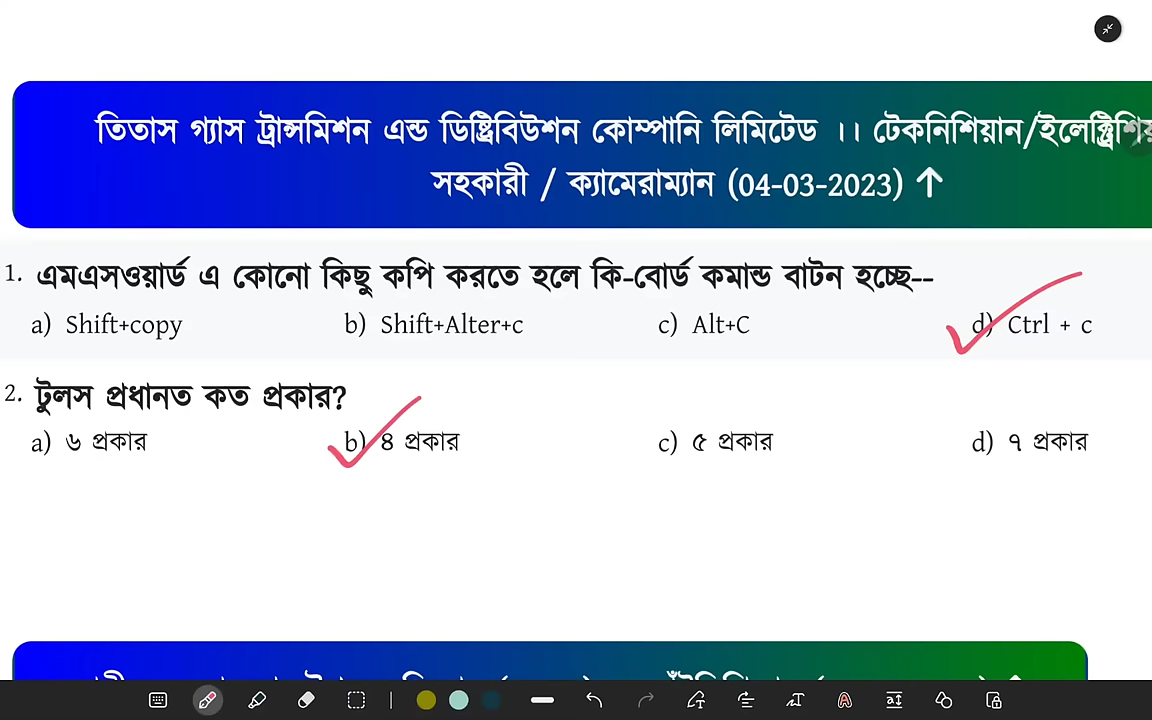 তিতাস গ্যাস ট্রান্সমিশন এন্ড ডিষ্ট্রিবিউশন কোম্পানি লিমিটেড ।। টেকনিশিয়ান/
সহকারী / ক্যামেরাম্যান (04-03-2023) ↑
1. এমএসওয়ার্ড এ কোনো কিছু কপি করতে হলে কি-বোর্ড কমান্ড বাটন হচ্ছে--
a) Shift+copy b) Shift+Alter+c c) Alt+C d) Ctrl + c
2. টুলস প্রধানত কত প্রকার?
a) ৬ প্রকার b) ৪ প্রকার c) ৫ প্রকার d) ৭ প্রকার